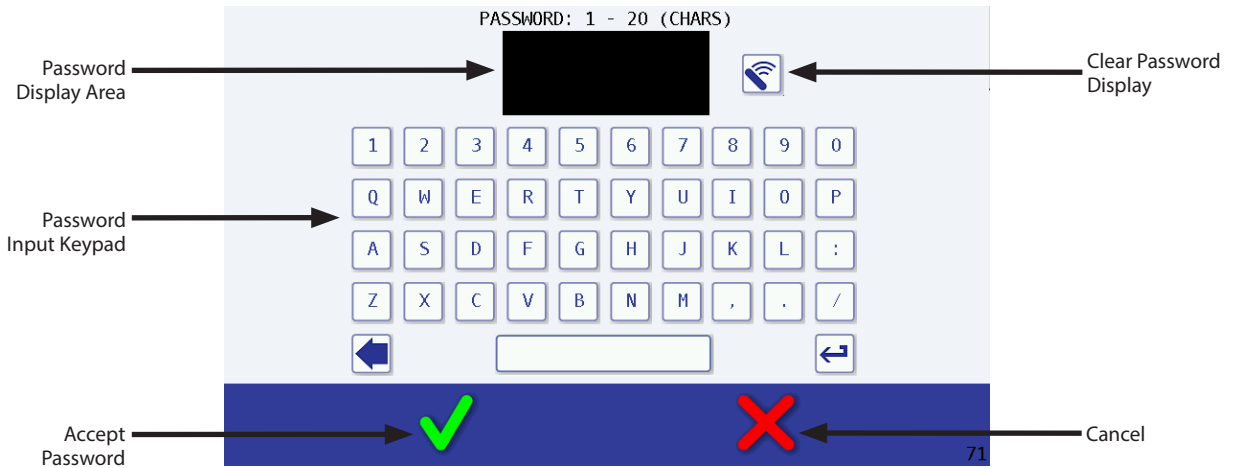 PASSWORD: 1 - 20 (CHARS)
Password
Display Area
Clear Password
Display
1 2 3 4 5 6 7 8 9 0
Q W E R T Y U I O P
Password
Input Keypad
A S D F G H J K L :
Z X C V B N M , . /
Accept
Password
Cancel
71